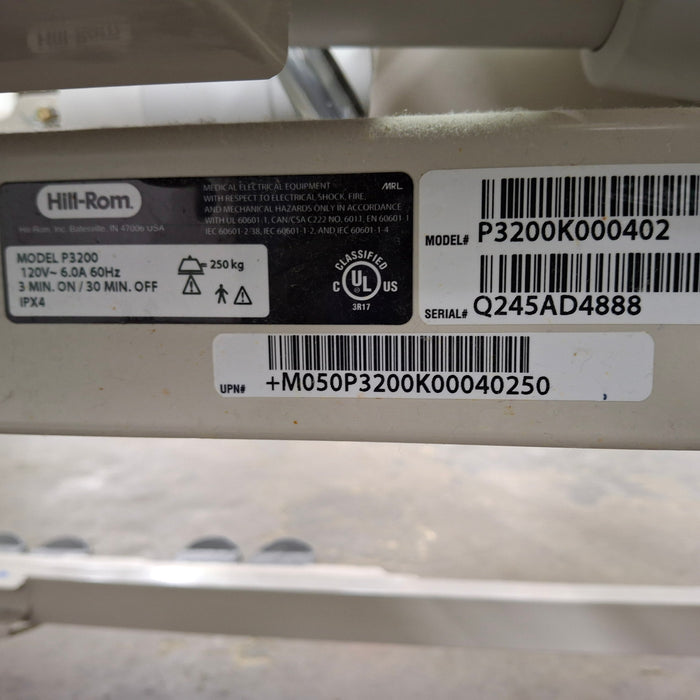 Hill-Rom
Hill-Rom.
Hill-Rom, Inc. Batesville, IN 47006 USA
MEDICAL ELECTRICAL EQUIPMENT
WITH RESPECT TO ELECTRICAL SHOCK, FIRE,
AND MECHANICAL HAZARDS ONLY IN ACCORDANCE
WITH UL 60601-1, CAN/CSA C222 NO. 601.1, EN 60601-1
IEC 60601-2-38, IEC 60601-1-2, AND IEC 60601-1-4
MRL
MODEL P3200
120V~ 6.0A 60Hz
3 MIN. ON / 30 MIN. OFF
IPX4
= 250 kg
CLASSIFIED
C UL US
3R17
MODEL# P3200K000402
SERIAL# Q245AD4888
UPN# +M050P3200K00040250